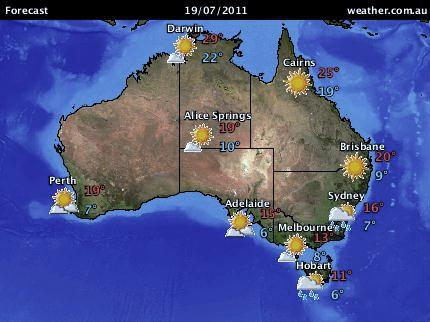 Forecast 19/07/2011 weather.com.au
Darwin
29°
22°
Cairns
25°
19°
Alice Springs
19°
10°
Brisbane
20°
9°
Perth
19°
7°
Adelaide
15°
6°
Sydney
16°
7°
Melbourne
13°
8°
Hobart
11°
6°